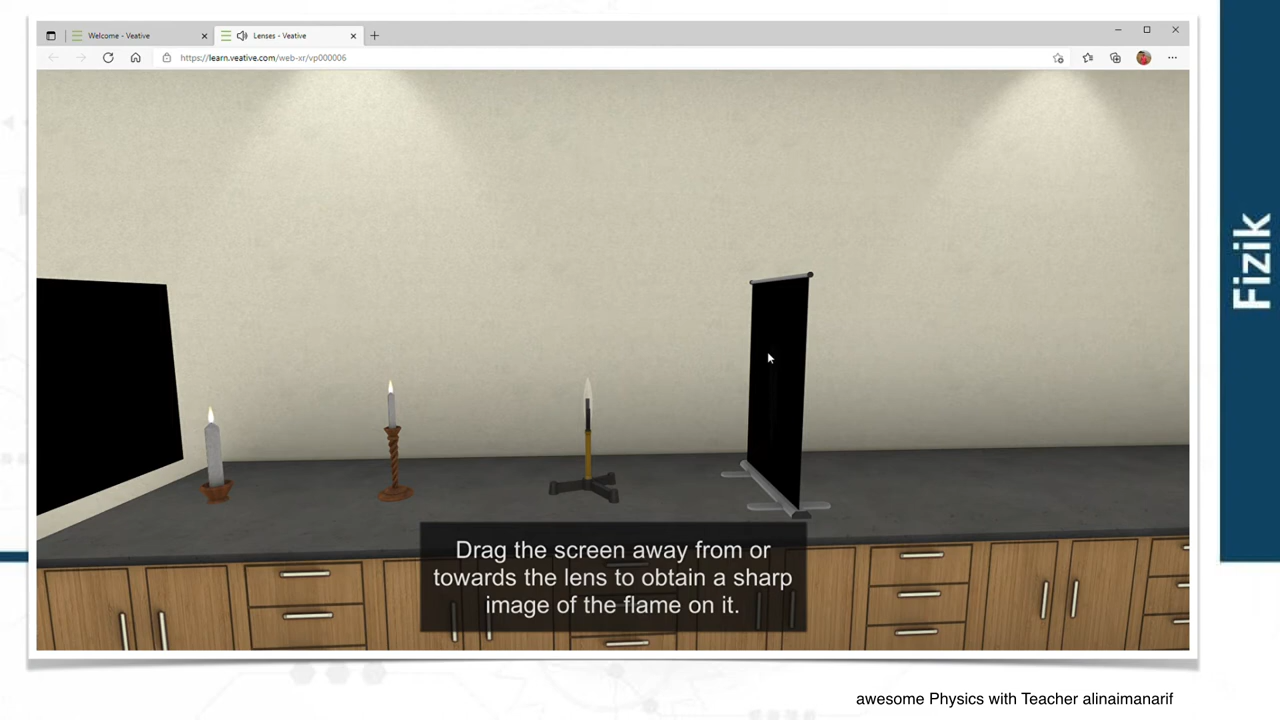 Welcome - Veative
Lenses - Veative
https://learn.veative.com/web-xr/vp000006
Fizik
Drag the screen away from or
towards the lens to obtain a sharp
image of the flame on it.
awesome Physics with Teacher alinaimanarif